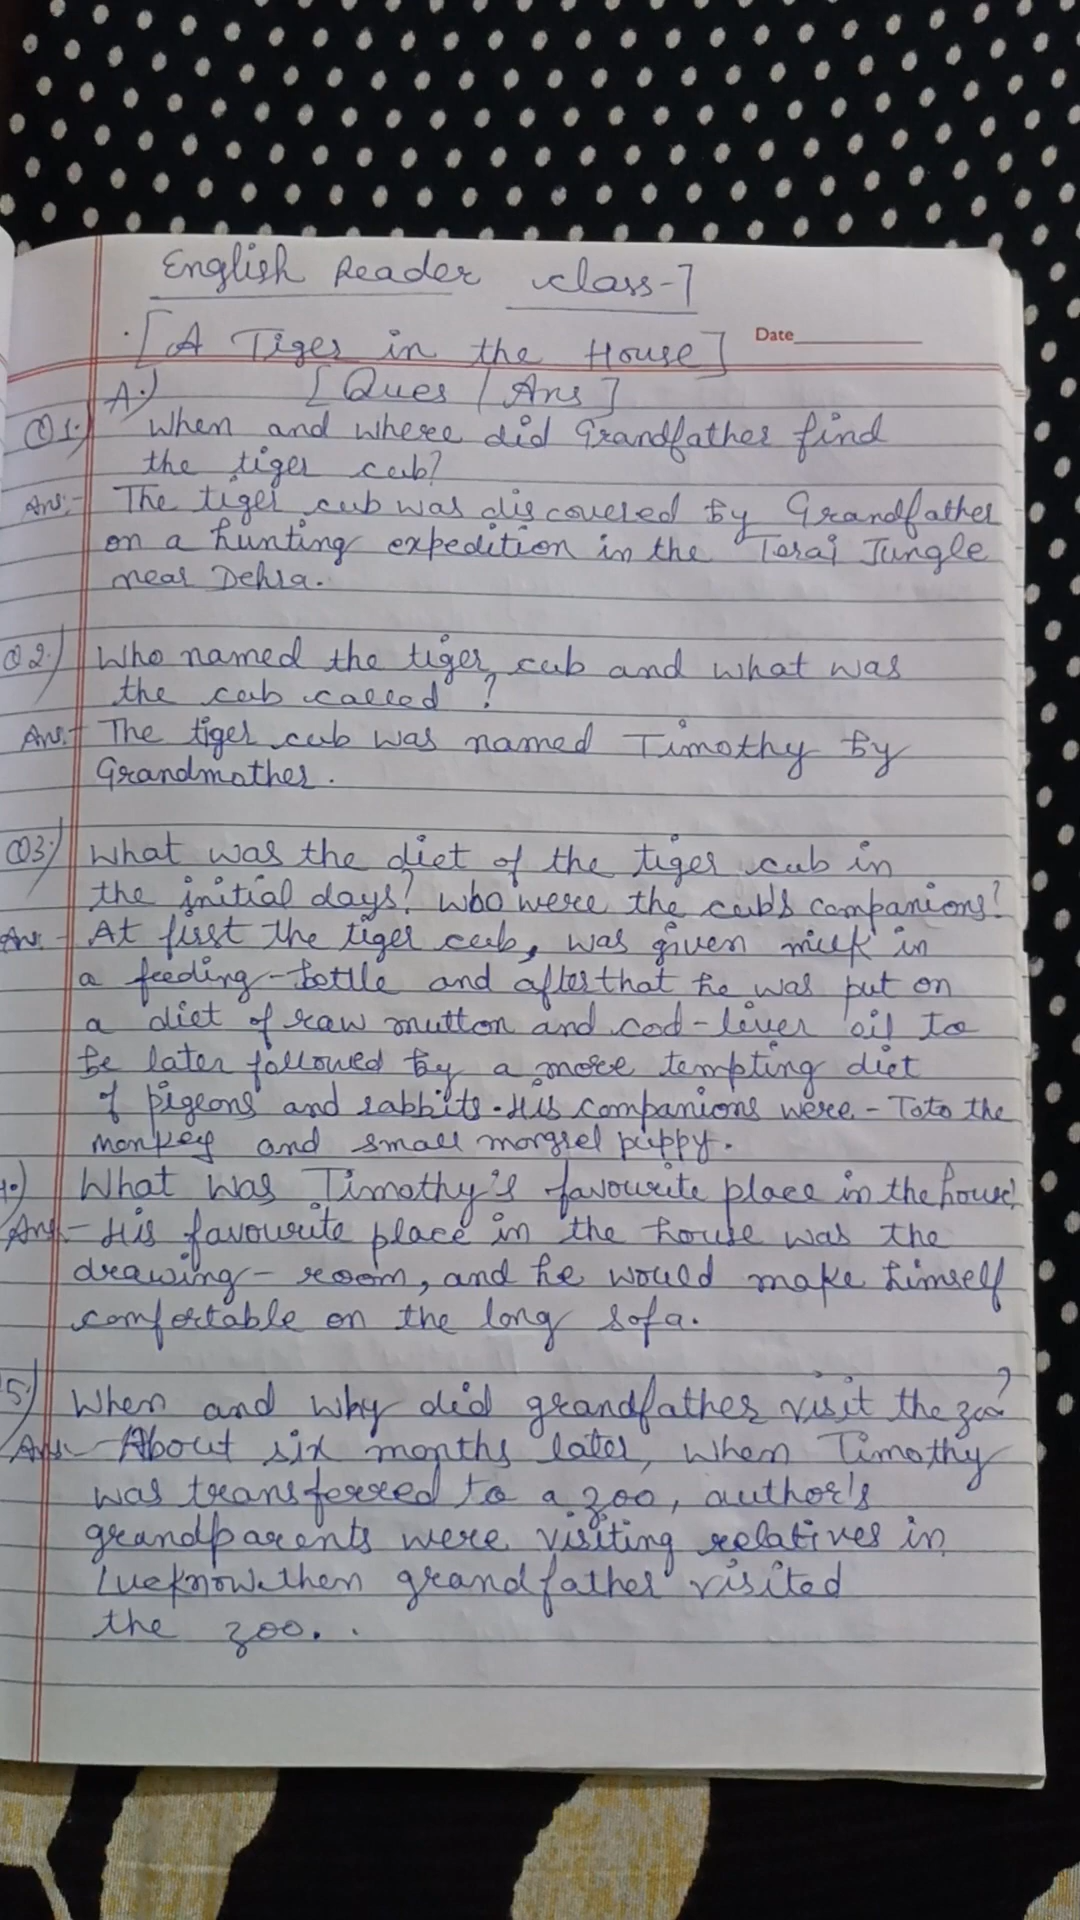 English Reader class-7
[A Tiger in the House]
Date
A.) [Ques / Ans]
Q1.) When and where did Grandfather find
the tiger cub?
Ans:- The tiger cub was discovered by Grandfather
on a hunting expedition in the Terai Jungle
near Dehra.
Q2.) Who named the tiger cub and what was
the cub called?
Ans:- The tiger cub was named Timothy by
Grandmother.
Q3.) What was the diet of the tiger cub in
the initial days? Who were the cub's companions?
Ans.- At first the tiger cub, was given milk in
a feeding-bottle and after that he was put on
a diet of raw mutton and cod-liver oil to
be later followed by a more tempting diet
of pigeons and rabbits. His companions were - Toto the
monkey and small mongrel puppy.
4.) What was Timothy's favourite place in the house?
Ans- His favourite place in the house was the
drawing-room, and he would make himself
comfortable on the long sofa.
5.) When and why did grandfather visit the zoo?
Ans.- About six months later, when Timothy
was transferred to a zoo, author's
grandparents were visiting relatives in
Lucknow. then grandfather visited
the zoo..